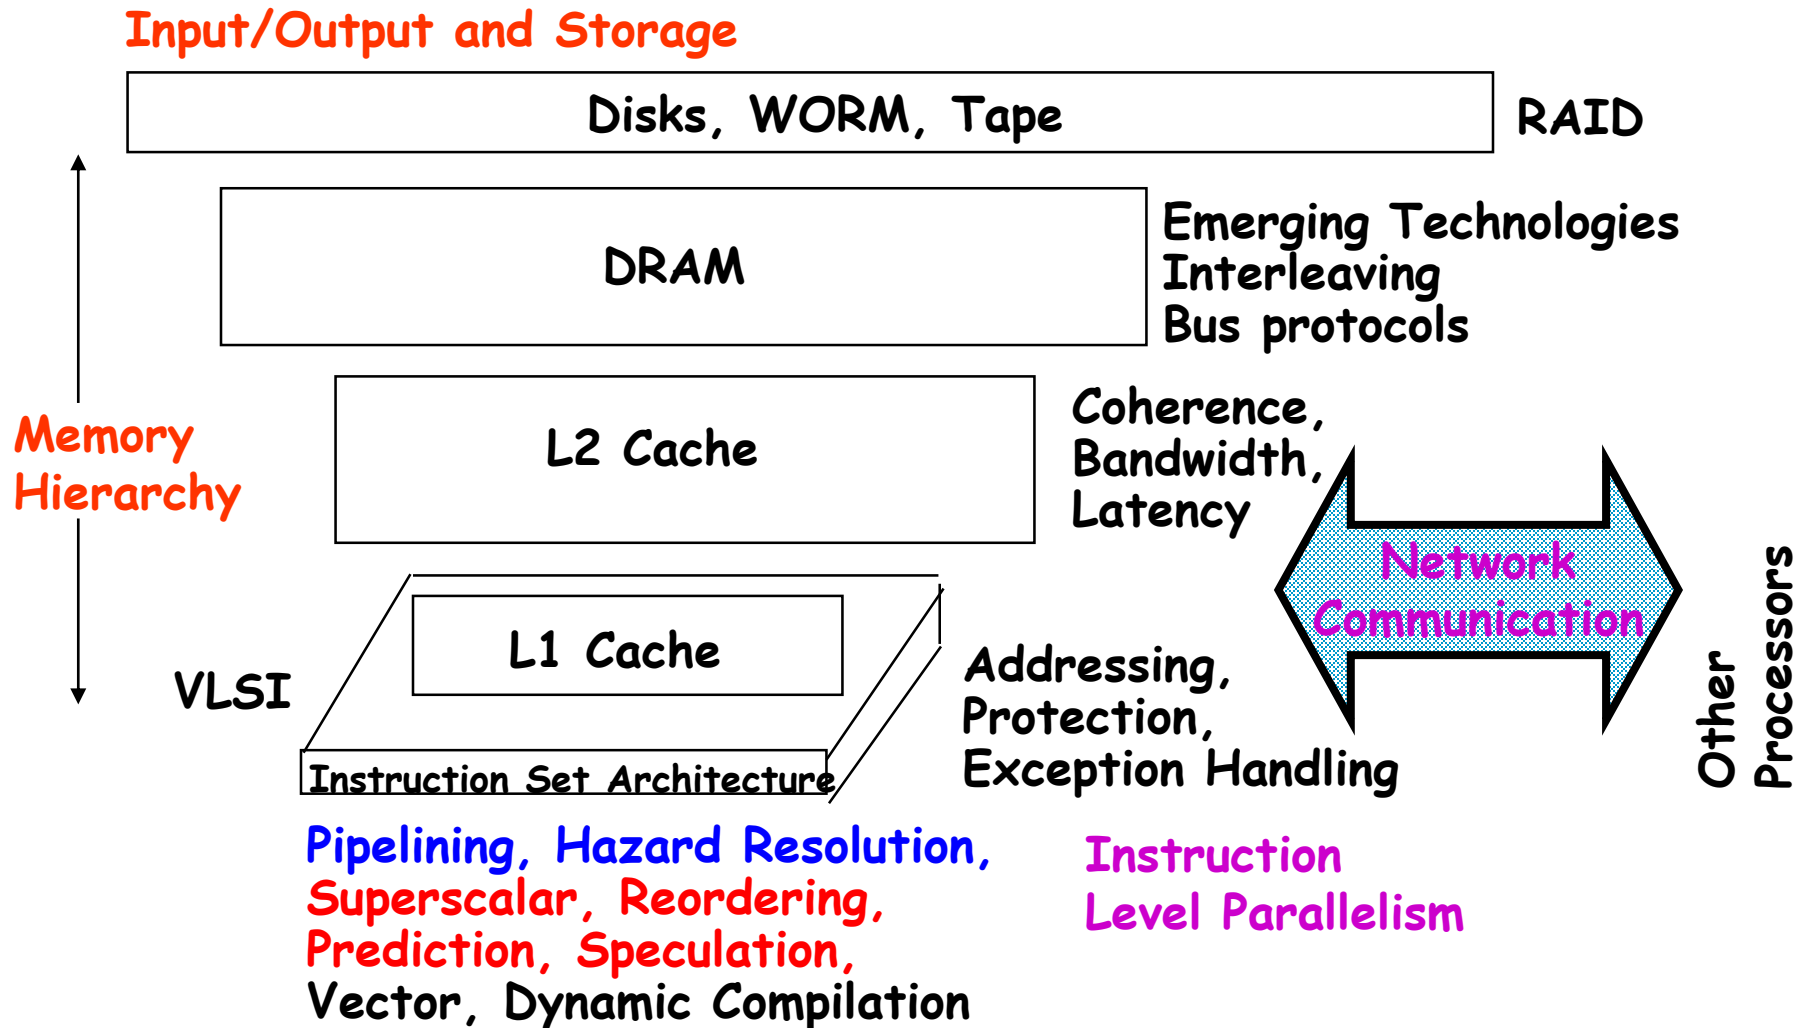 Input/Output and Storage
Disks, WORM, Tape
RAID
DRAM
Emerging Technologies
Interleaving
Bus protocols
Memory
Hierarchy
L2 Cache
Coherence,
Bandwidth,
Latency
Network
Communication
Other
Processors
L1 Cache
VLSI
Addressing,
Protection,
Exception Handling
Instruction Set Architecture
Pipelining, Hazard Resolution,
Superscalar, Reordering,
Prediction, Speculation,
Vector, Dynamic Compilation
Instruction
Level Parallelism